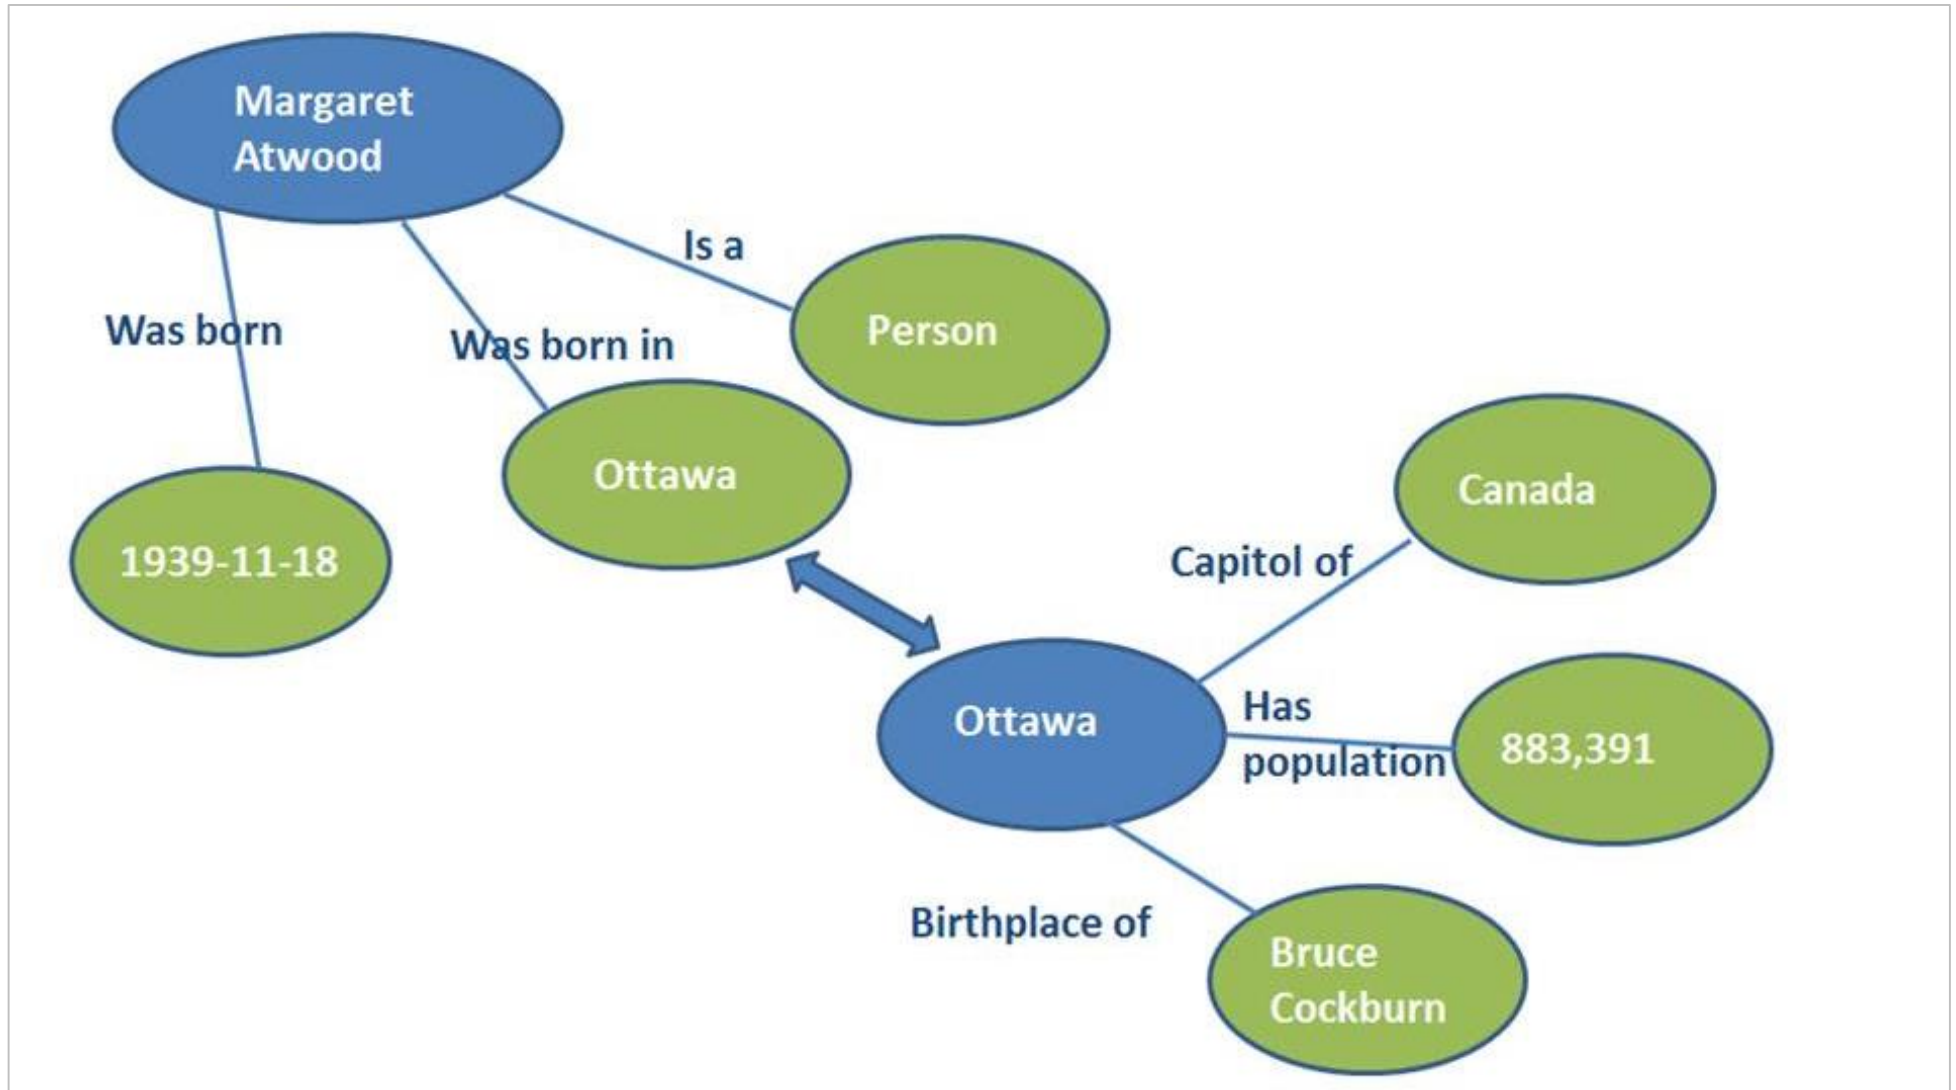 Margaret
Atwood
Is a
Person
Was born
Was born in
Ottawa
1939-11-18
Canada
Capitol of
Ottawa
Has
population
883,391
Birthplace of
Bruce
Cockburn